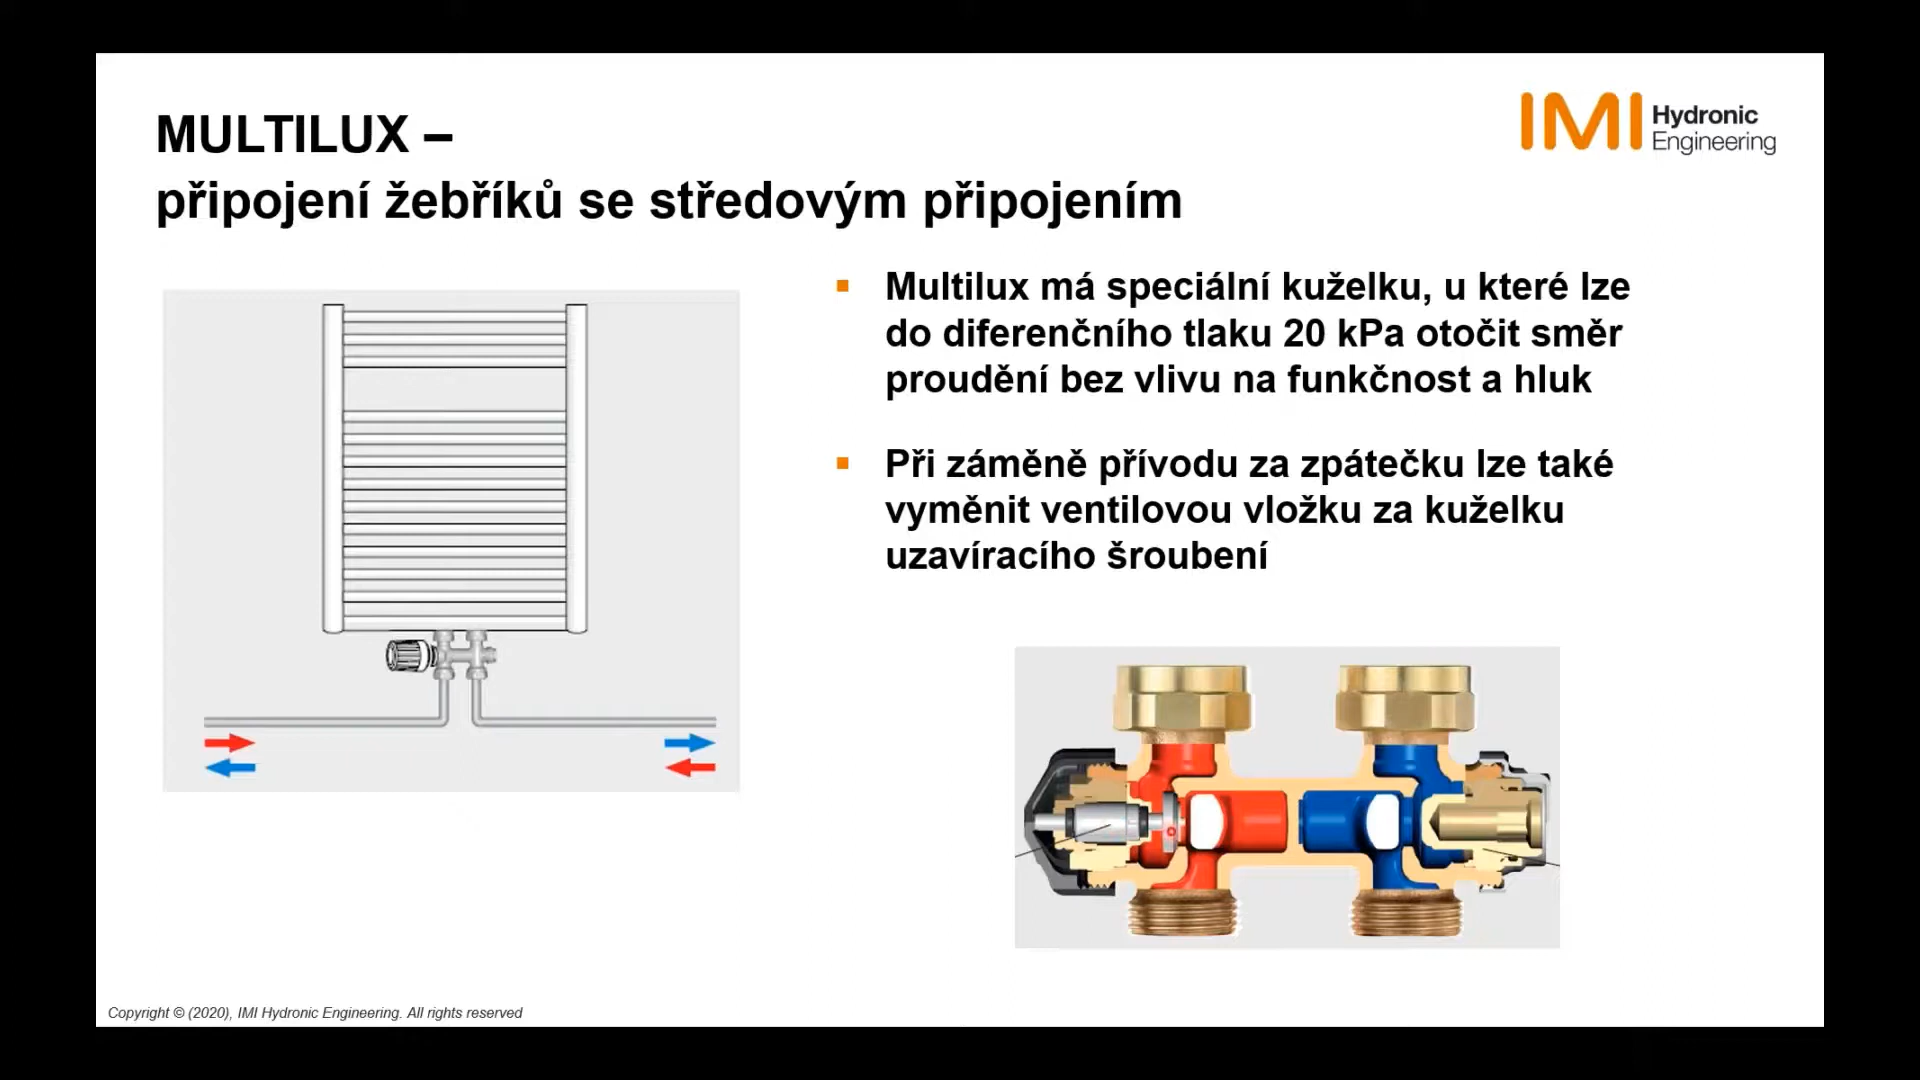 MULTILUX –
připojení žebříků se středovým připojením
IMI Hydronic
Engineering
Multilux má speciální kuželku, u které lze
do diferenčního tlaku 20 kPa otočit směr
proudění bez vlivu na funkčnost a hluk
Při záměně přívodu za zpátečku lze také
vyměnit ventilovou vložku za kuželku
uzavíracího šroubení
Copyright © (2020), IMI Hydronic Engineering. All rights reserved